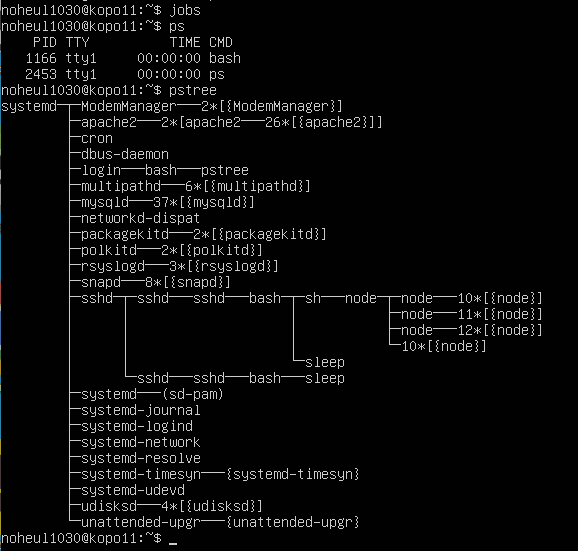 noheul1030@kopo11:~$ jobs
noheul1030@kopo11:~$ ps
    PID TTY          TIME CMD
   1166 tty1     00:00:00 bash
   2453 tty1     00:00:00 ps
noheul1030@kopo11:~$ pstree
systemd─┬─ModemManager───2*[{ModemManager}]
        ├─apache2───2*[apache2───26*[{apache2}]]
        ├─cron
        ├─dbus-daemon
        ├─login───bash───pstree
        ├─multipathd───6*[{multipathd}]
        ├─mysqld───37*[{mysqld}]
        ├─networkd-dispat
        ├─packagekitd───2*[{packagekitd}]
        ├─polkitd───2*[{polkitd}]
        ├─rsyslogd───3*[{rsyslogd}]
        ├─snapd───8*[{snapd}]
        ├─sshd─┬─sshd───sshd───bash─┬─sh───node─┬─node───10*[{node}]
        │      │                    │           ├─node───11*[{node}]
        │      │                    │           ├─node───12*[{node}]
        │      │                    │           └─10*[{node}]
        │      │                    └─sleep
        │      └─sshd───sshd───bash───sleep
        ├─systemd───(sd-pam)
        ├─systemd-journal
        ├─systemd-logind
        ├─systemd-network
        ├─systemd-resolve
        ├─systemd-timesyn───{systemd-timesyn}
        ├─systemd-udevd
        ├─udisksd───4*[{udisksd}]
        └─unattended-upgr───{unattended-upgr}
noheul1030@kopo11:~$ _